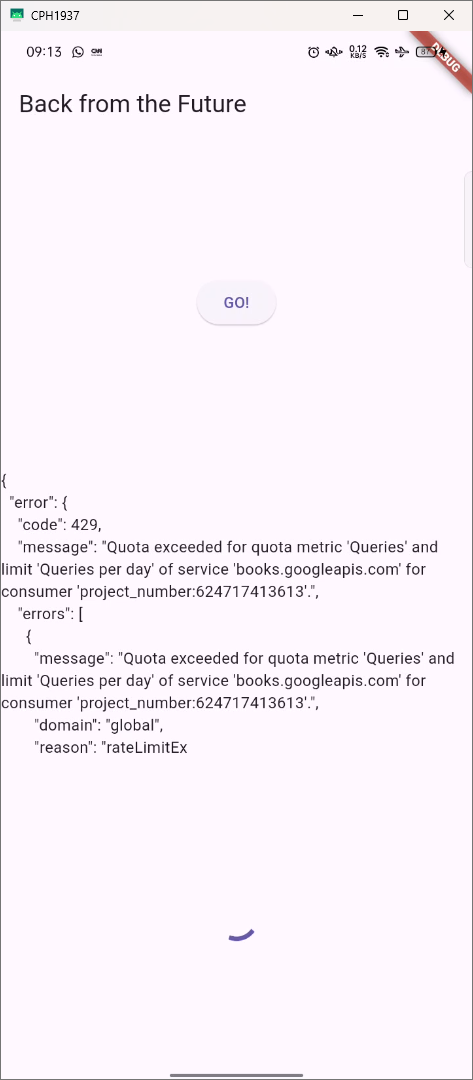 CPH1937
09:13
0.12
KB/S
87
DEBUG
Back from the Future
GO!
{
"error": {
"code": 429,
"message": "Quota exceeded for quota metric 'Queries' and
limit 'Queries per day' of service 'books.googleapis.com' for
consumer 'project_number:624717413613'.",
"errors": [
{
"message": "Quota exceeded for quota metric 'Queries' and
limit 'Queries per day' of service 'books.googleapis.com' for
consumer 'project_number:624717413613'.",
"domain": "global",
"reason": "rateLimitEx